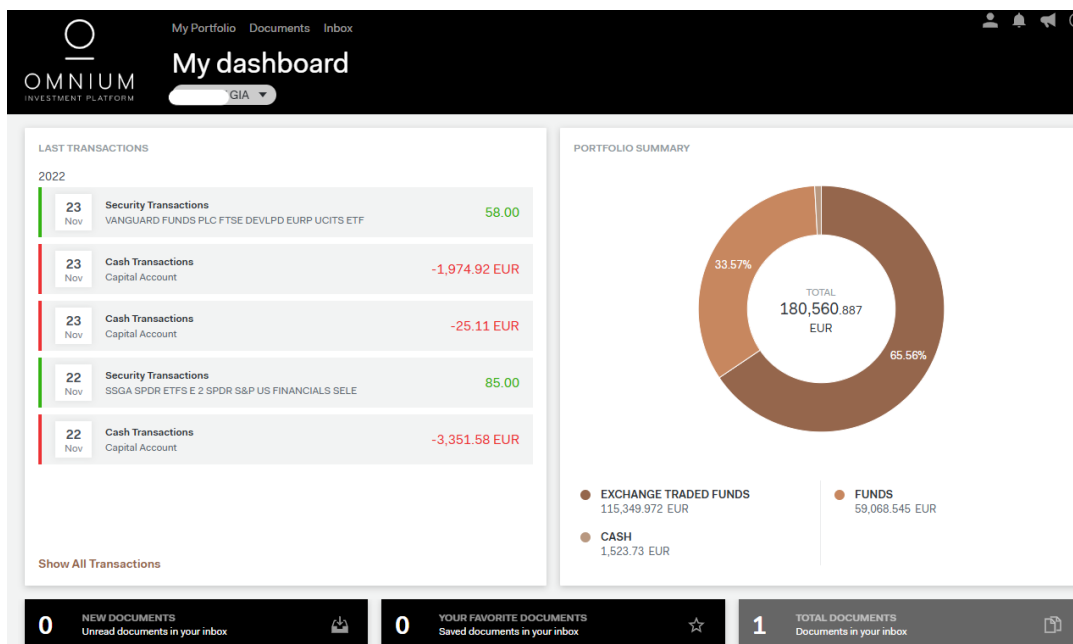 My Portfolio Documents Inbox
My dashboard
OMNIUM
INVESTMENT PLATFORM
GIA
LAST TRANSACTIONS
2022
23 Nov
Security Transactions
VANGUARD FUNDS PLC FTSE DEVLPD EURP UCITS ETF
58.00
23 Nov
Cash Transactions
Capital Account
-1,974.92 EUR
23 Nov
Cash Transactions
Capital Account
-25.11 EUR
22 Nov
Security Transactions
SSGA SPDR ETFS E 2 SPDR S&P US FINANCIALS SELE
85.00
22 Nov
Cash Transactions
Capital Account
-3,351.58 EUR
Show All Transactions
PORTFOLIO SUMMARY
33.57%
TOTAL
180,560.887
EUR
65.56%
EXCHANGE TRADED FUNDS
115,349.972 EUR
FUNDS
59,068.545 EUR
CASH
1,523.73 EUR
0
NEW DOCUMENTS
Unread documents in your inbox
0
YOUR FAVORITE DOCUMENTS
Saved documents in your inbox
1
TOTAL DOCUMENTS
Documents in your inbox